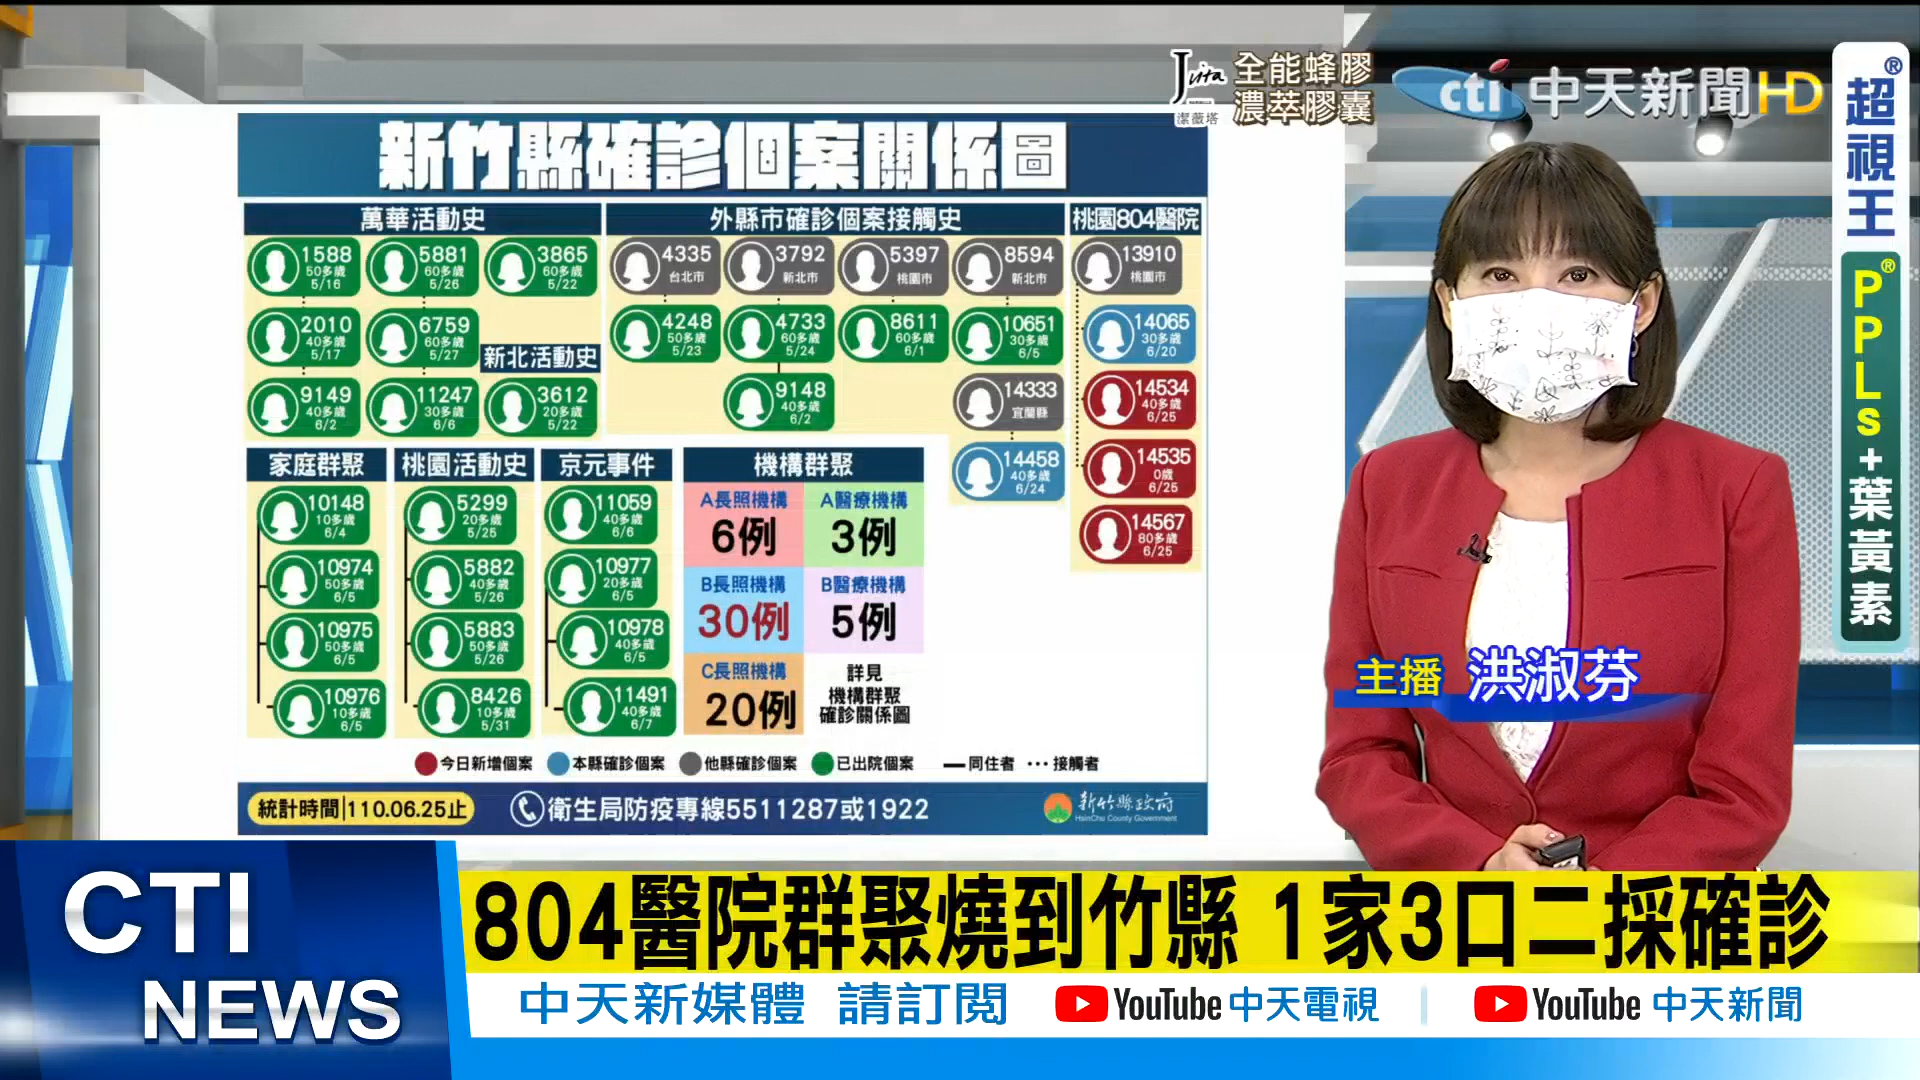 Jvita
潔薇塔
全能蜂膠
濃萃膠囊
cti 中天新聞HD
超視王®
PPLs®+葉黃素
新竹縣確診個案關係圖
萬華活動史
1588
50多歲
5/16
5881
60多歲
5/26
3865
60多歲
5/22
2010
40多歲
5/17
6759
60多歲
5/27
新北活動史
9149
40多歲
6/2
11247
30多歲
6/6
3612
20多歲
5/22
外縣市確診個案接觸史
4335
台北市
3792
新北市
5397
桃園市
8594
新北市
4248
50多歲
5/23
4733
60多歲
5/24
8611
60多歲
6/1
10651
30多歲
6/5
9148
40多歲
6/2
14333
宜蘭縣
14458
40多歲
6/24
桃園804醫院
13910
桃園市
14065
30多歲
6/20
14534
40多歲
6/25
14535
0歲
6/25
14567
80多歲
6/25
家庭群聚
10148
10多歲
6/4
10974
50多歲
6/5
10975
50多歲
6/5
10976
10多歲
6/5
桃園活動史
5299
20多歲
5/25
5882
40多歲
5/26
5883
50多歲
5/26
8426
10多歲
5/31
京元事件
11059
40多歲
6/6
10977
20多歲
6/5
10978
40多歲
6/5
11491
40多歲
6/7
機構群聚
A長照機構
6例
A醫療機構
3例
B長照機構
30例
B醫療機構
5例
C長照機構
20例
詳見
機構群聚
確診關係圖
今日新增個案 本縣確診個案 他縣確診個案 已出院個案 同住者 接觸者
統計時間|110.06.25止
衛生局防疫專線5511287或1922
新竹縣政府
HsinChu County Government
主播 洪淑芬
CTI
NEWS
804醫院群聚燒到竹縣 1家3口二採確診
中天新媒體 請訂閱 YouTube 中天電視 | YouTube 中天新聞